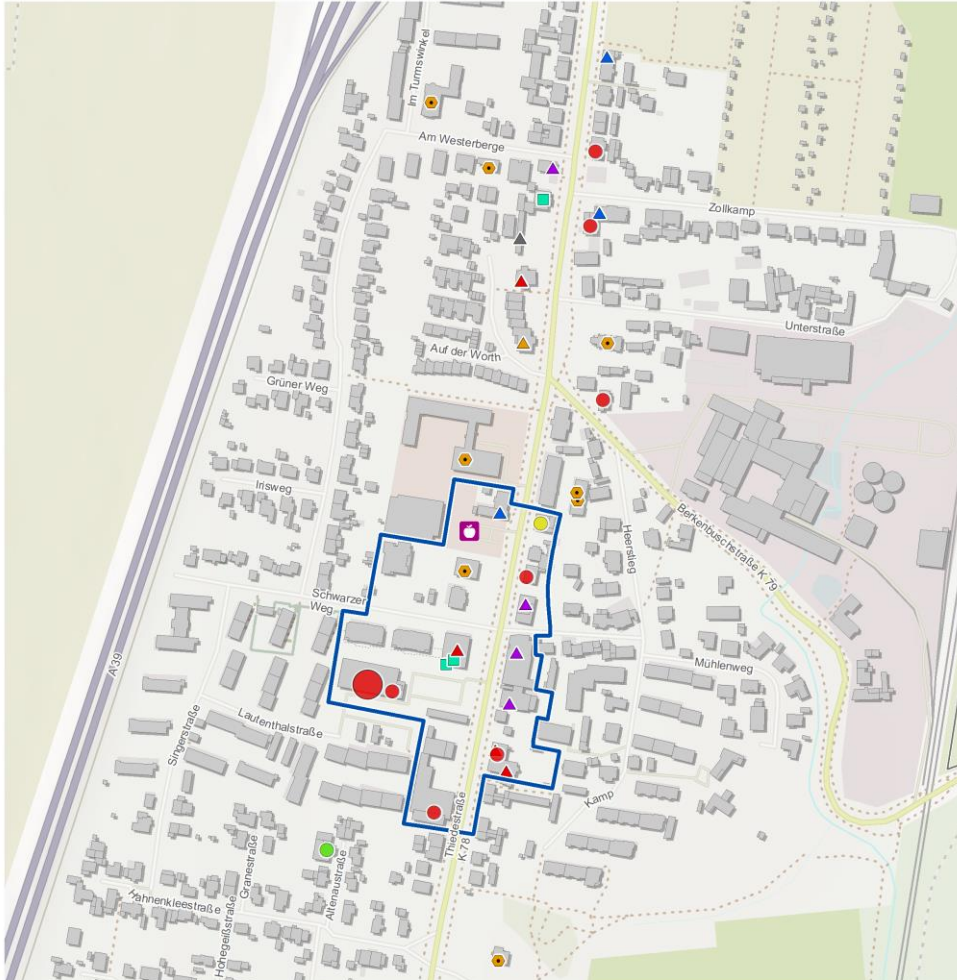 Im Turmswinkel
Am Westerberge
Zollkamp
Unterstraße
Auf der Worth
Grüner Weg
Irisweg
Berkenbuschstraße K 79
Heerstieg
Schwarzer
Weg
Mühlenweg
A 39
Singerstraße
Laufenthalstraße
Kamp
Thiedestraße
K 78
Hahnenkleestraße
Granestraße
Altenaustraße
Hohegeißstraße